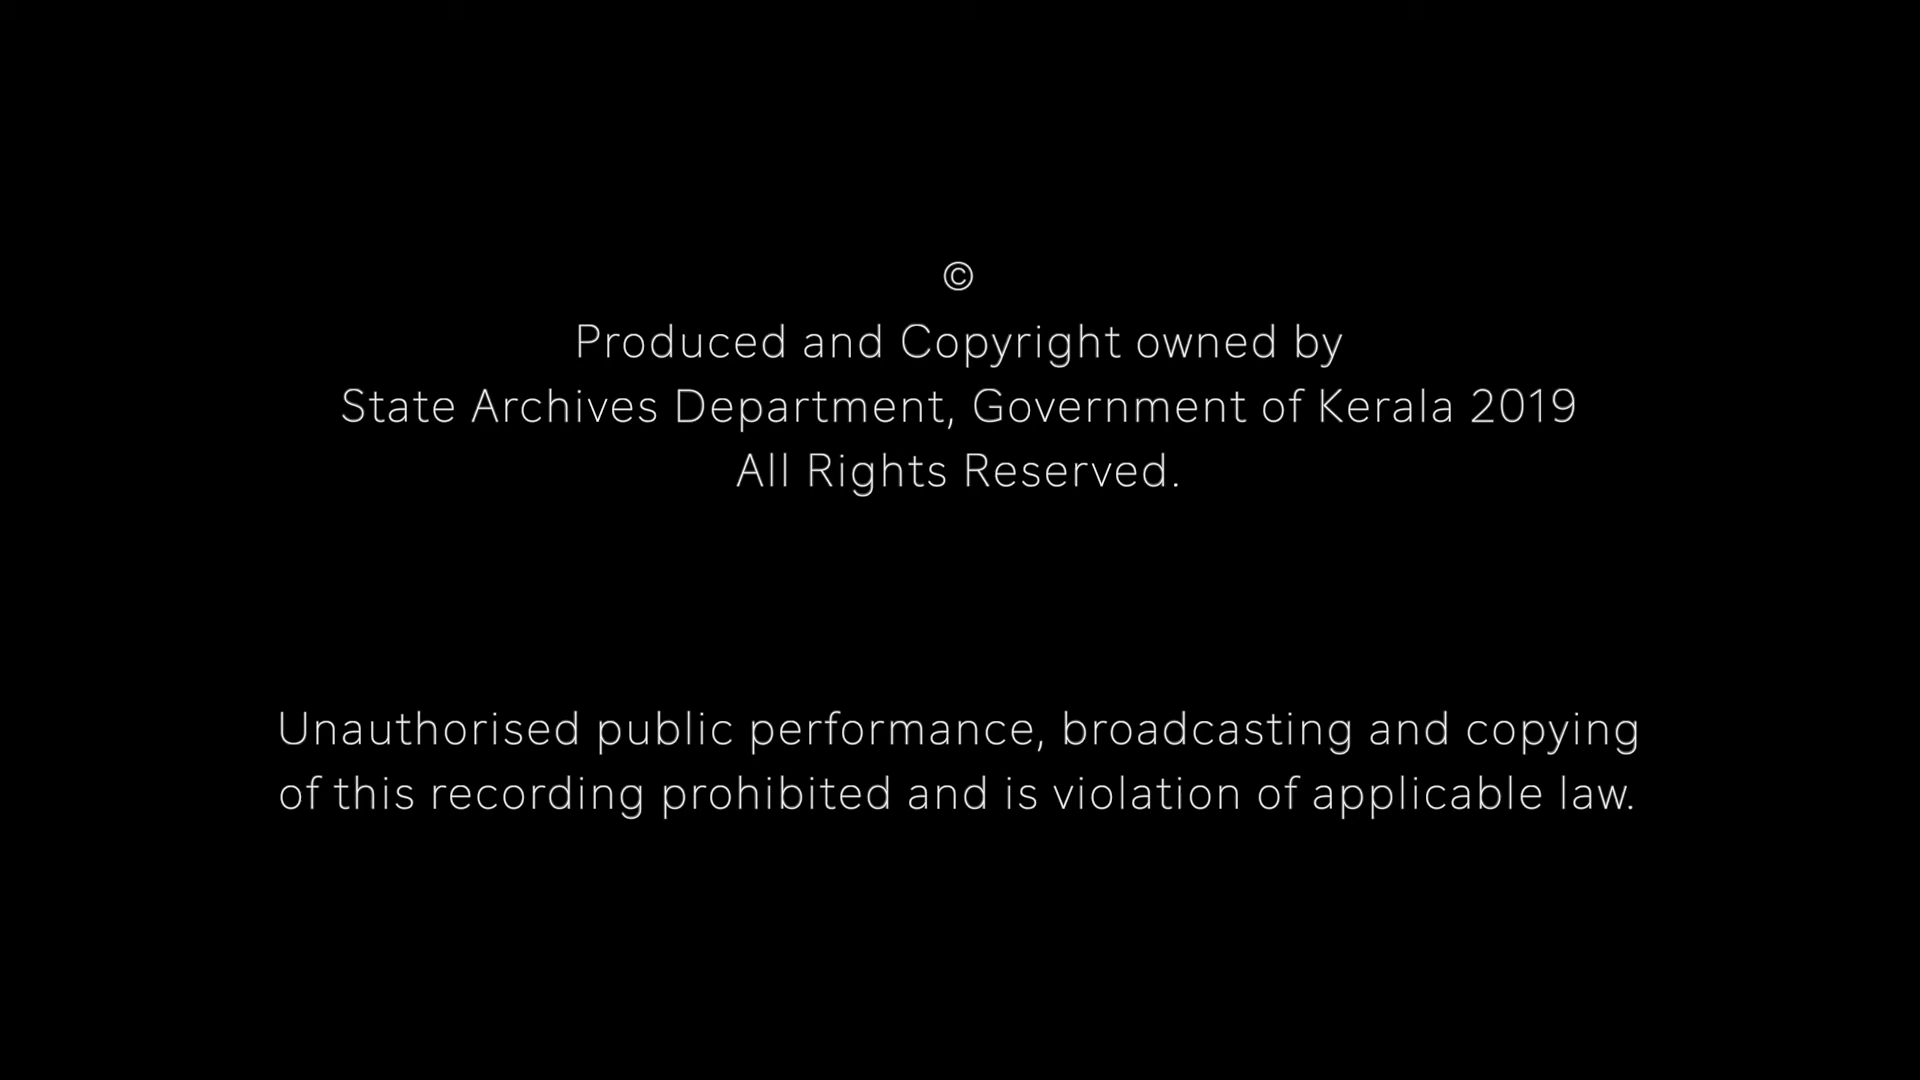 ©
Produced and Copyright owned by
State Archives Department, Government of Kerala 2019
All Rights Reserved.
Unauthorised public performance, broadcasting and copying
of this recording prohibited and is violation of applicable law.